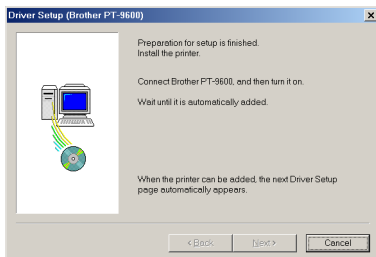 Driver Setup (Brother PT-9600)
Preparation for setup is finished.
Install the printer.
Connect Brother PT-9600, and then turn it on.
Wait until it is automatically added.
When the printer can be added, the next Driver Setup
page automatically appears.
< Back
Next >
Cancel